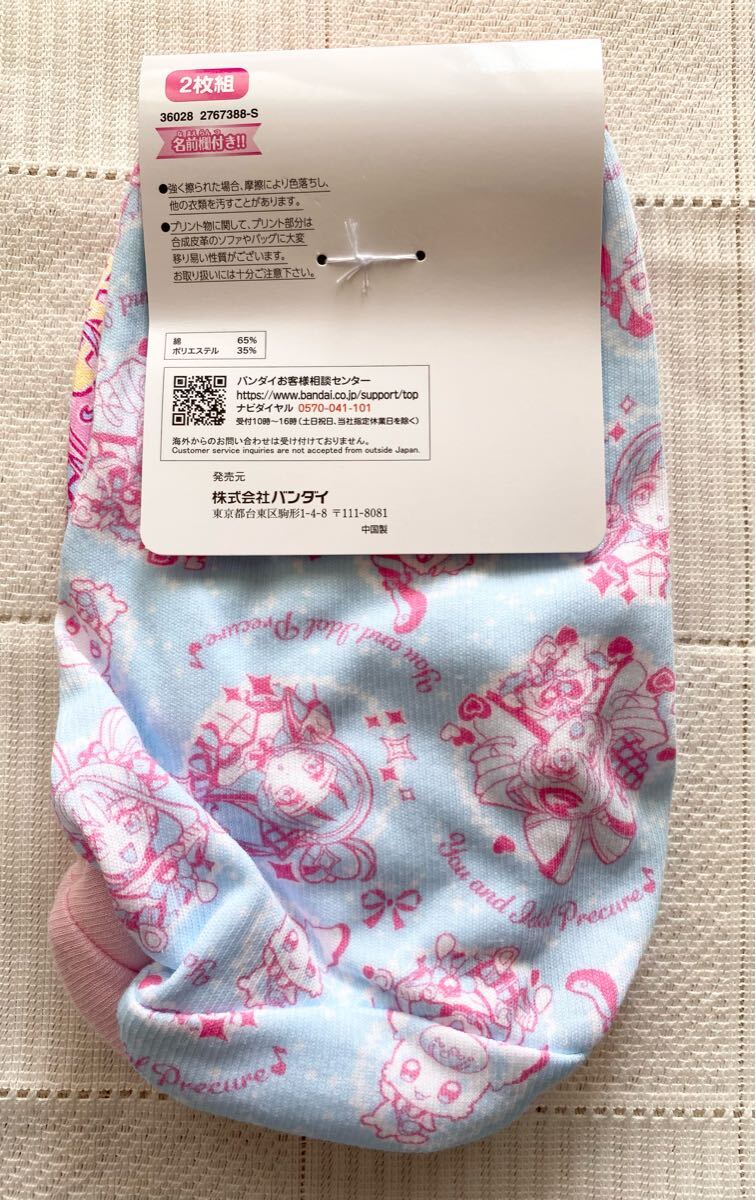 2枚組
36028 2767388-S
なまえらんつ
名前欄付き!!
●強く擦られた場合、摩擦により色落ちし、
他の衣類を汚すことがあります。
●プリント物に関して、プリント部分は
合成皮革のソファやバッグに大変
移り易い性質がございます。
お取り扱いには十分ご注意下さい。
綿 65%
ポリエステル 35%
バンダイお客様相談センター
https://www.bandai.co.jp/support/top
ナビダイヤル 0570-041-101
受付10時〜16時(土日祝日、当社指定休業日を除く)
海外からのお問い合わせは受け付けておりません。
Customer service inquiries are not accepted from outside Japan.
発売元
株式会社バンダイ
東京都台東区駒形1-4-8 〒111-8081
中国製
You and Idol Precure♪
You and Idol Precure♪
Precure♪